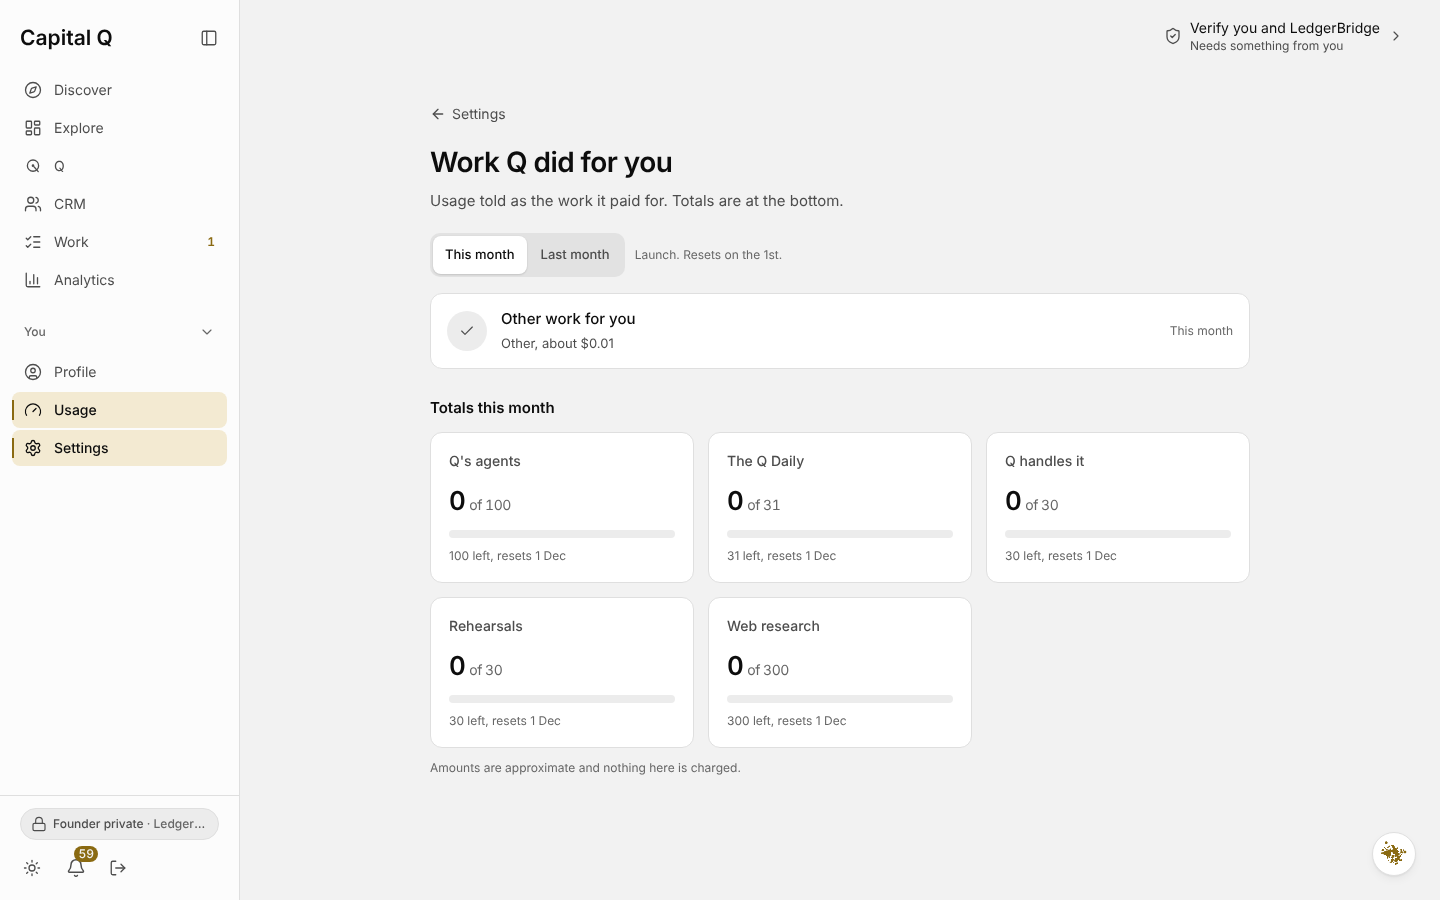 Capital Q
Discover
Explore
Q
CRM
Work 1
Analytics
You
Profile
Usage
Settings
Founder private · Ledger...
59
Verify you and LedgerBridge
Needs something from you
Settings
Work Q did for you
Usage told as the work it paid for. Totals are at the bottom.
This month Last month Launch. Resets on the 1st.
Other work for you
Other, about $0.01
This month
Totals this month
Q's agents
0 of 100
100 left, resets 1 Dec
The Q Daily
0 of 31
31 left, resets 1 Dec
Q handles it
0 of 30
30 left, resets 1 Dec
Rehearsals
0 of 30
30 left, resets 1 Dec
Web research
0 of 300
300 left, resets 1 Dec
Amounts are approximate and nothing here is charged.